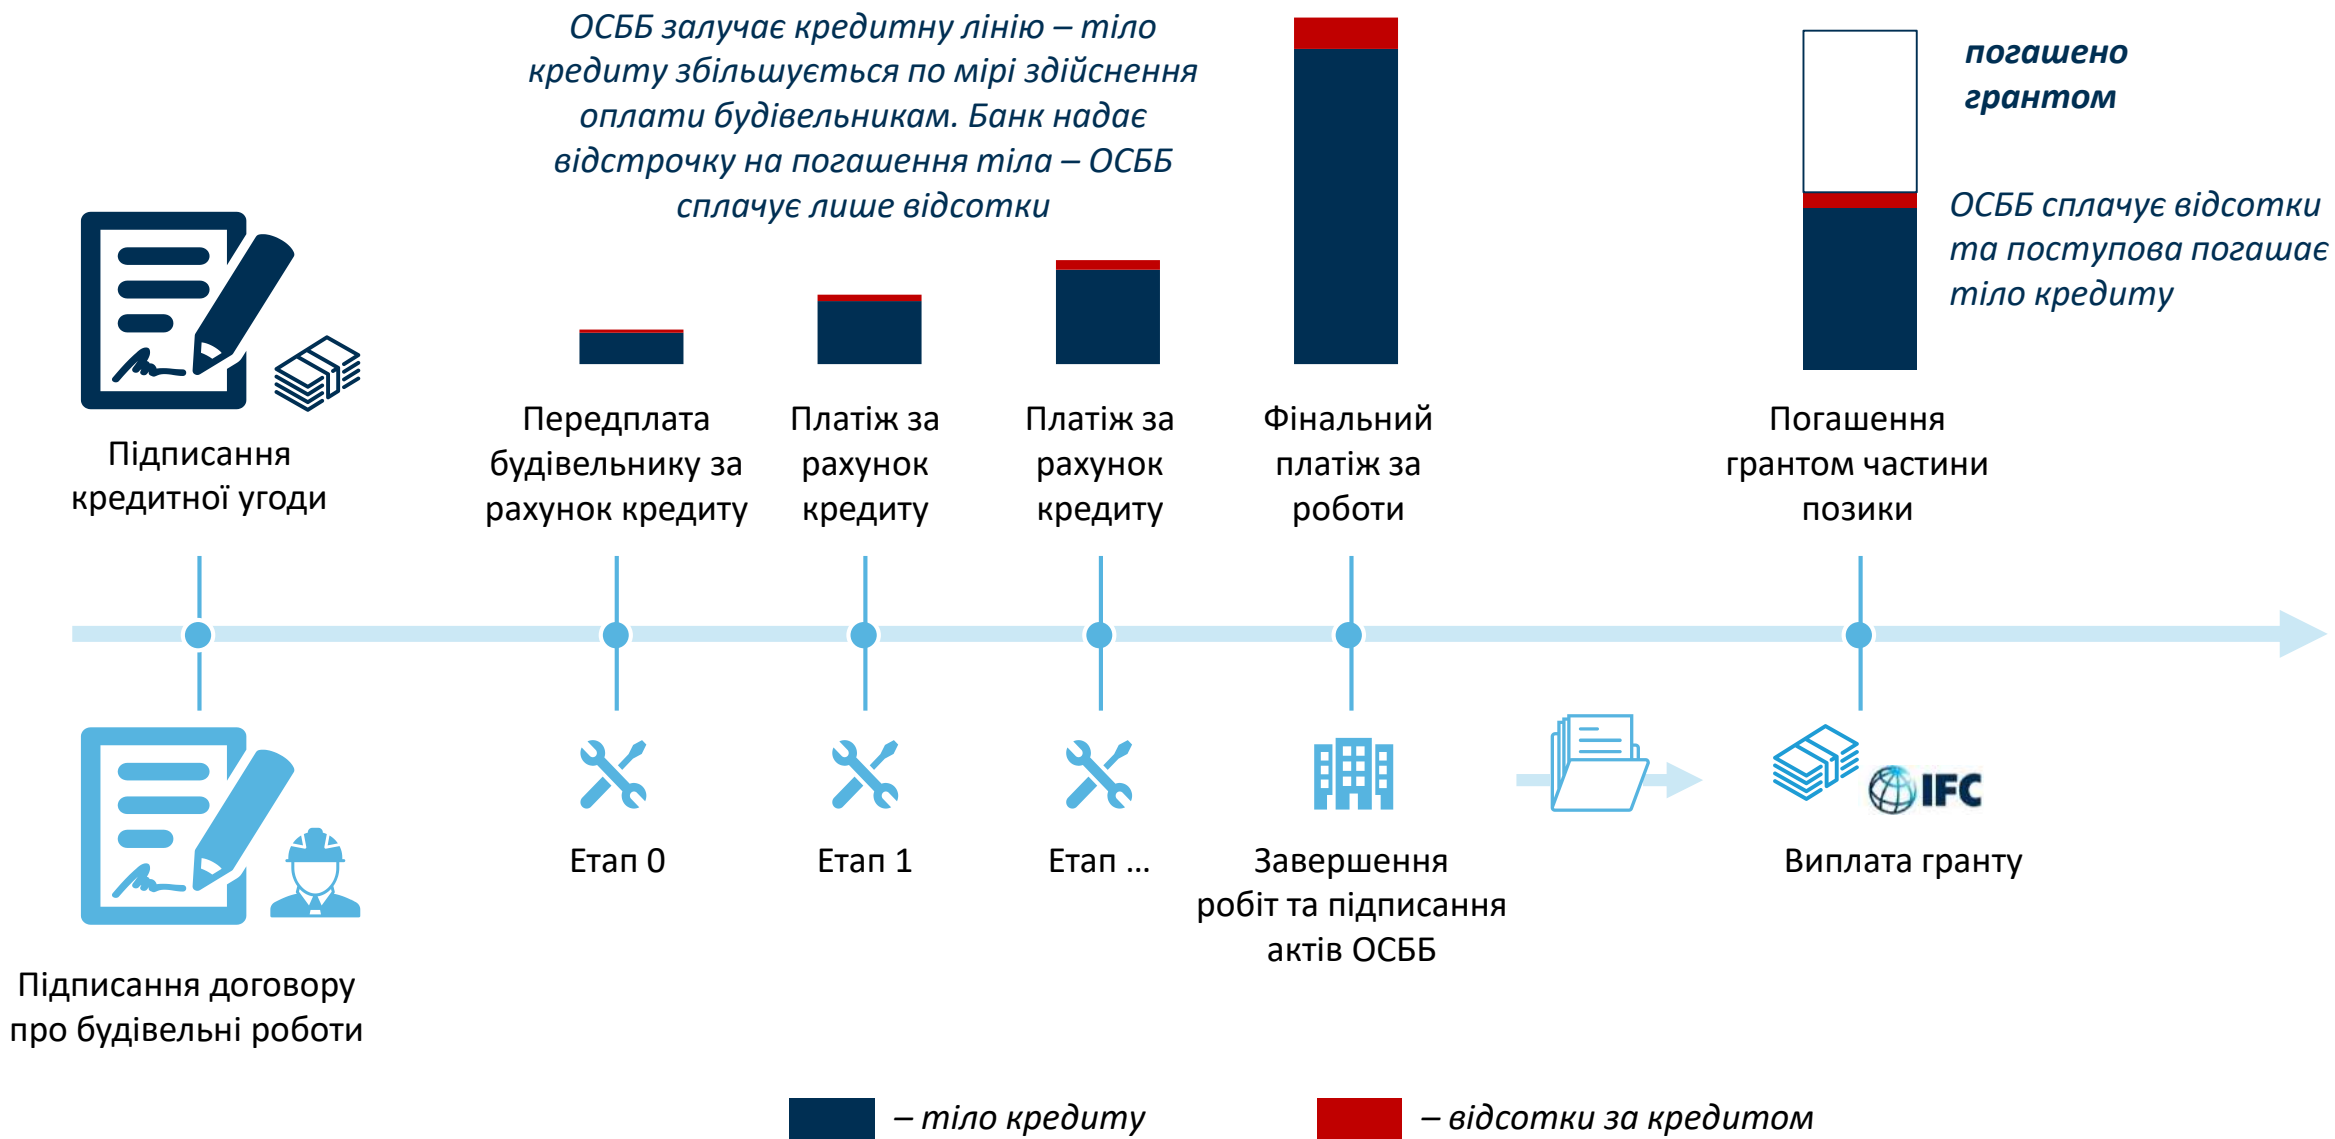 ОСББ залучає кредитну лінію – тіло
кредиту збільшується по мірі здійснення
оплати будівельникам. Банк надає
відстрочку на погашення тіла – ОСББ
сплачує лише відсотки
погашено
грантом
ОСББ сплачує відсотки
та поступова погашає
тіло кредиту
Підписання
кредитної угоди
Передплата
будівельнику за
рахунок кредиту
Платіж за
рахунок
кредиту
Платіж за
рахунок
кредиту
Фінальний
платіж за
роботи
Погашення
грантом частини
позики
Підписання договору
про будівельні роботи
Етап 0
Етап 1
Етап ...
Завершення
робіт та підписання
актів ОСББ
IFC
Виплата гранту
– тіло кредиту
– відсотки за кредитом